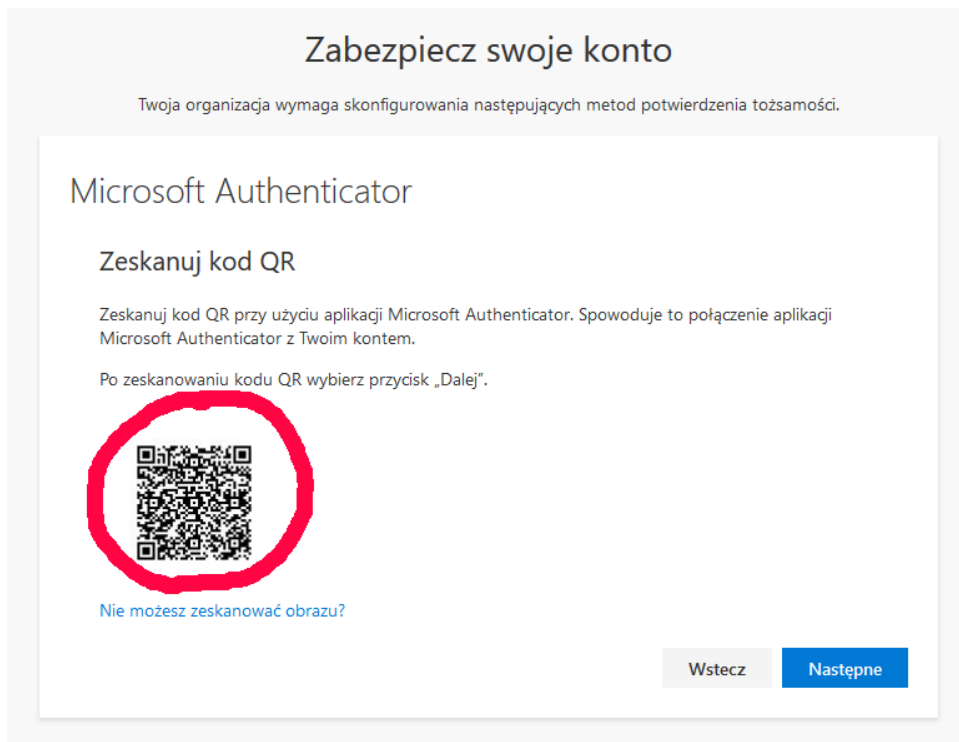 Zabezpiecz swoje konto
Twoja organizacja wymaga skonfigurowania następujących metod potwierdzenia tożsamości.
Microsoft Authenticator
Zeskanuj kod QR
Zeskanuj kod QR przy użyciu aplikacji Microsoft Authenticator. Spowoduje to połączenie aplikacji
Microsoft Authenticator z Twoim kontem.
Po zeskanowaniu kodu QR wybierz przycisk „Dalej”.
Nie możesz zeskanować obrazu?
Wstecz
Następne